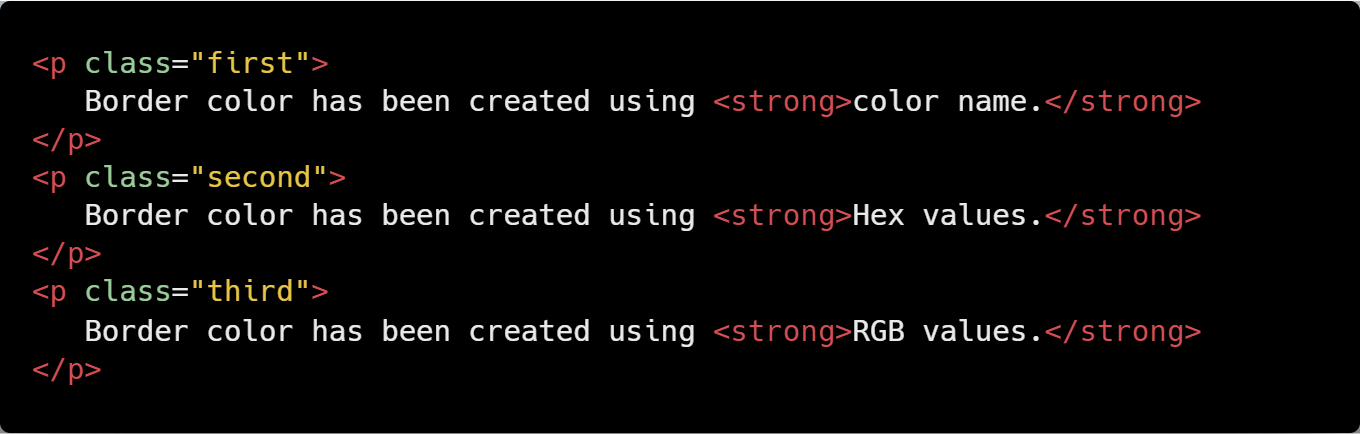 <p class="first">
   Border color has been created using <strong>color name.</strong>
</p>
<p class="second">
   Border color has been created using <strong>Hex values.</strong>
</p>
<p class="third">
   Border color has been created using <strong>RGB values.</strong>
</p>